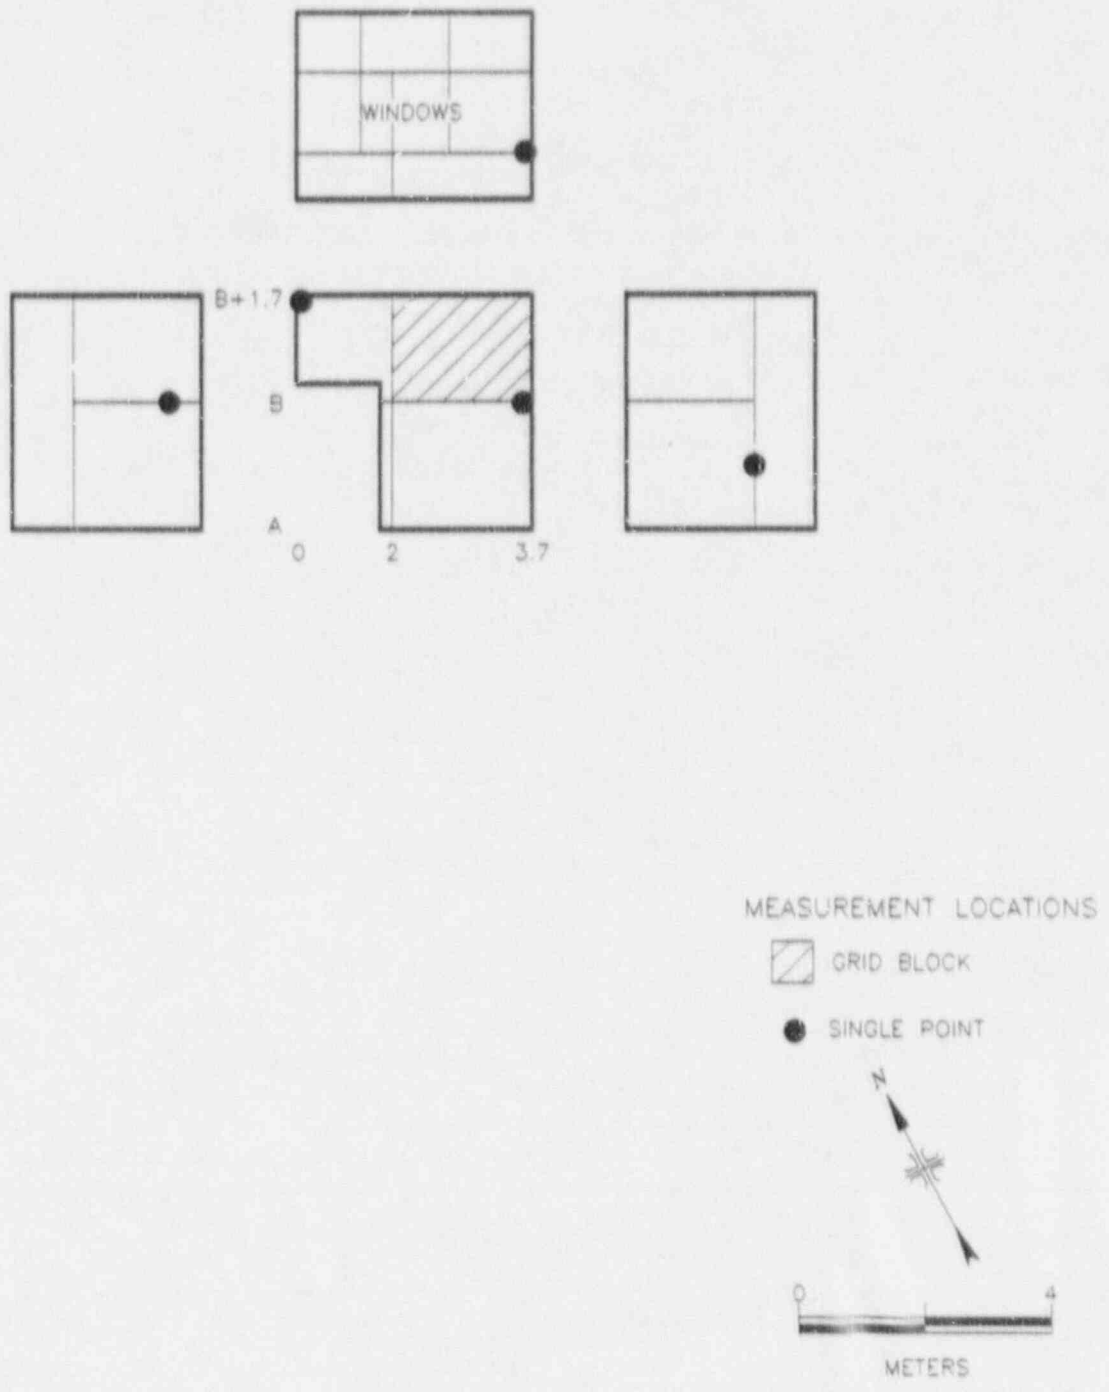 WINDOWS
B+1.7
B
A
0 2 3.7
MEASUREMENT LOCATIONS
GRID BLOCK
SINGLE POINT
N
0 4
METERS